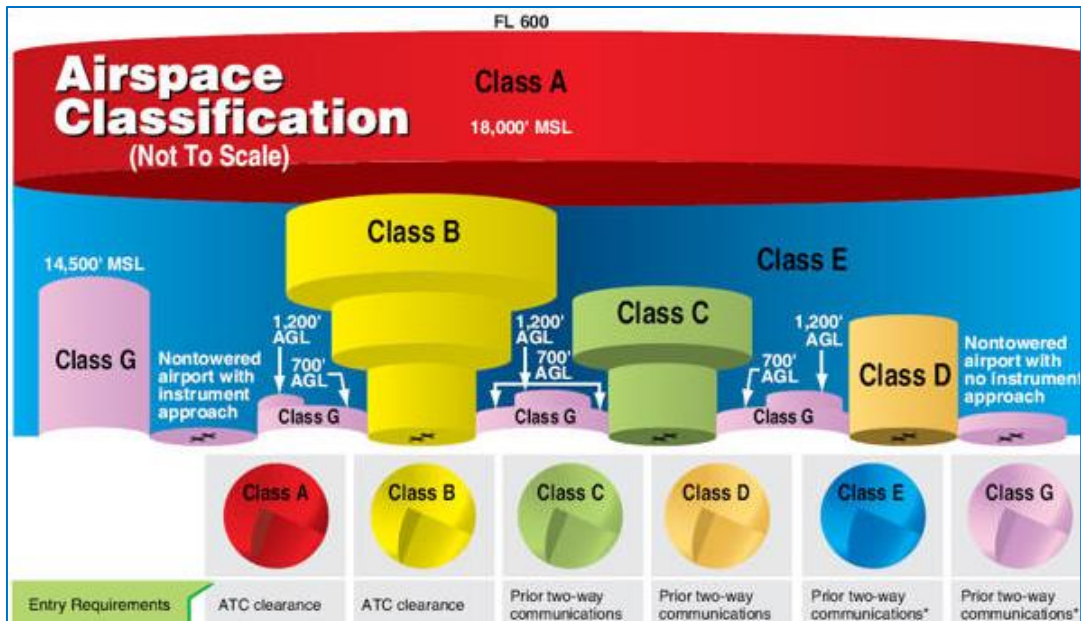 FL 600
Airspace
Classification
(Not To Scale)
Class A
18,000' MSL
Class B
Class E
14,500' MSL
Class G
Nontowered
airport with
instrument
approach
1,200'
AGL
700'
AGL
Class G
1,200'
AGL
700'
AGL
Class G
Class C
700'
AGL
1,200'
AGL
Class G
Class D
Nontowered
airport with
no instrument
approach
Class A
Class B
Class C
Class D
Class E
Class G
Entry Requirements
ATC clearance
ATC clearance
Prior two-way
communications
Prior two-way
communications
Prior two-way
communications*
Prior two-way
communications*